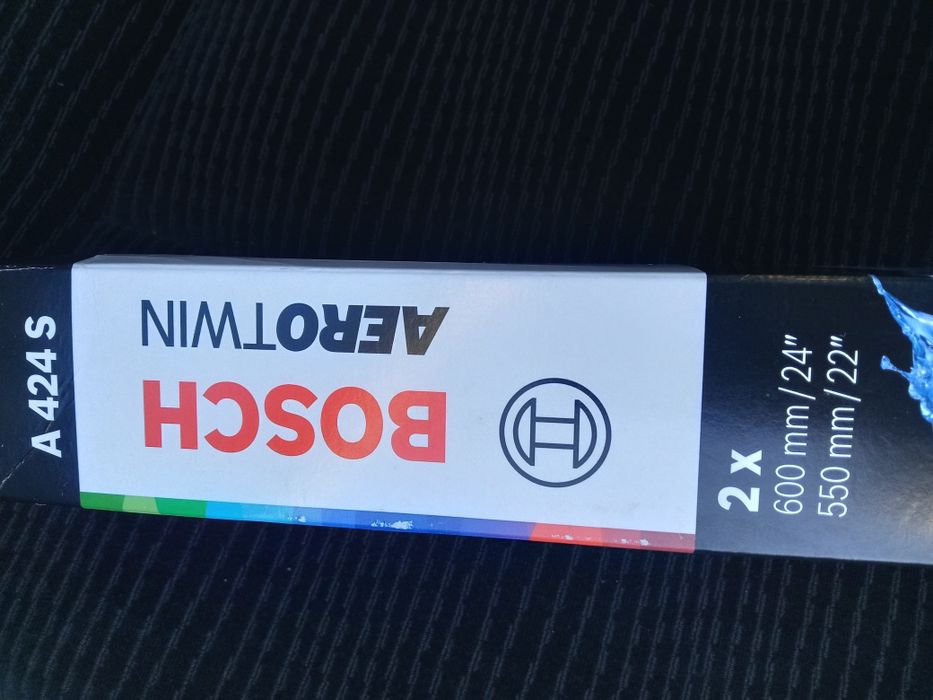 A 424 S
BOSCH
AEROTWIN
2 x
600 mm / 24"
550 mm / 22"